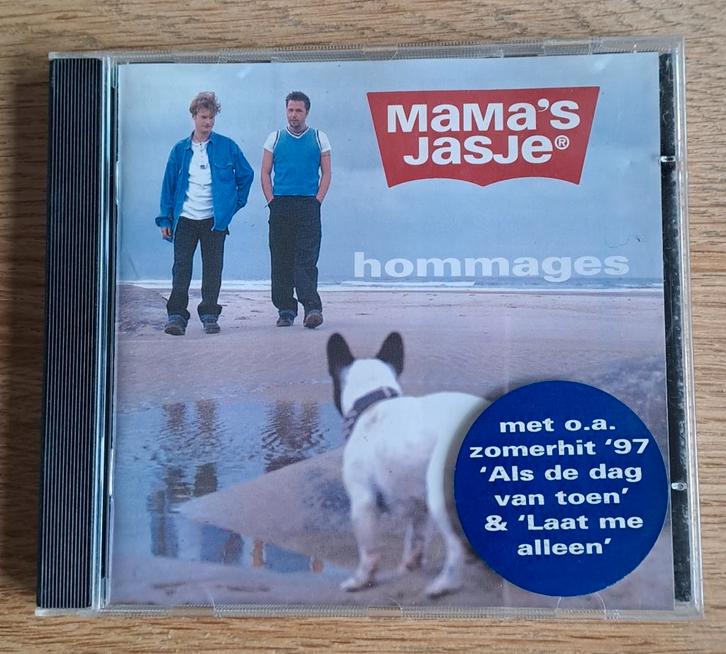 MaMa's
JasJe®
hommages
met o.a.
zomerhit '97
'Als de dag
van toen'
& 'Laat me
alleen'